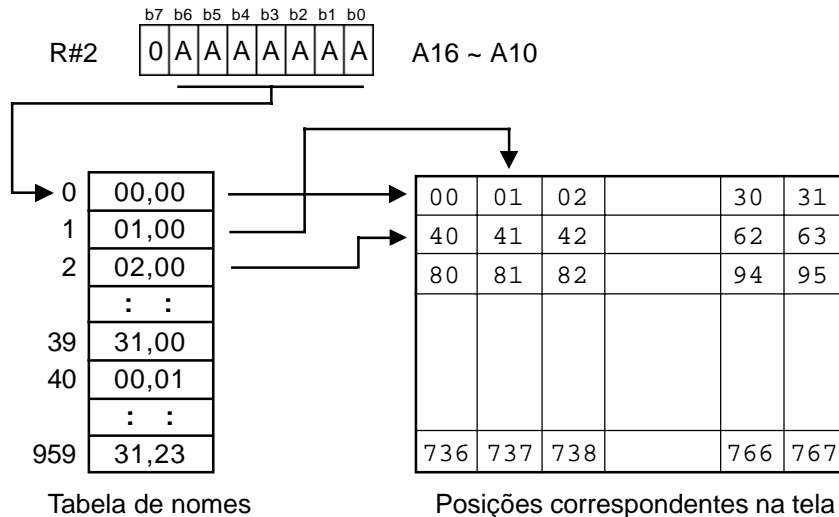 b7 b6 b5 b4 b3 b2 b1 b0
R#2 0 A A A A A A A A16 ~ A10
0 00,00
1 01,00
2 02,00
: :
39 31,00
40 00,01
: :
959 31,23
Tabela de nomes
00 01 02 30 31
40 41 42 62 63
80 81 82 94 95
736 737 738 766 767
Posições correspondentes na tela